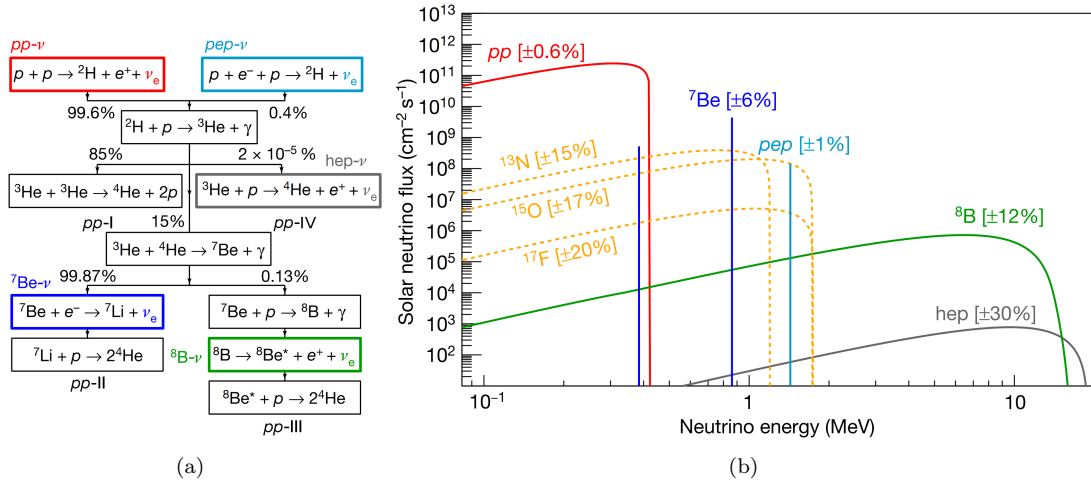 pp-ν
pep-ν
p + p → ²H + e⁺ + νₑ
p + e⁻ + p → ²H + νₑ
99.6%
0.4%
²H + p → ³He + γ
85%
2 × 10⁻⁵ %
hep-ν
³He + ³He → ⁴He + 2p
³He + p → ⁴He + e⁺ + νₑ
pp-I
pp-IV
15%
³He + ⁴He → ⁷Be + γ
⁷Be-ν
99.87%
0.13%
⁷Be + e⁻ → ⁷Li + νₑ
⁷Be + p → ⁸B + γ
⁷Li + p → 2⁴He
⁸B-ν
⁸B → ⁸Be* + e⁺ + νₑ
pp-II
⁸Be* + p → 2⁴He
pp-III
(a)
Solar neutrino flux (cm⁻² s⁻¹)
10¹³
10¹²
10¹¹
10¹⁰
10⁹
10⁸
10⁷
10⁶
10⁵
10⁴
10³
10²
pp [±0.6%]
⁷Be [±6%]
pep [±1%]
¹³N [±15%]
¹⁵O [±17%]
¹⁷F [±20%]
⁸B [±12%]
hep [±30%]
10⁻¹
1
10
Neutrino energy (MeV)
(b)